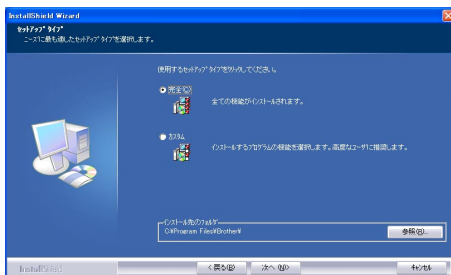 InstallShield Wizard
セットアップ タイプ
ニーズに最も適したセットアップ タイプを選択します。
使用するセットアップ タイプをクリックしてください。
完全(C)
全ての機能がインストールされます。
カスタム
インストールするプログラムの機能を選択します。高度なユーザに推奨します。
インストール先のフォルダ
C:¥Program Files¥Brother¥
参照(R)...
InstallShield
< 戻る(B)
次へ (N)>
キャンセル